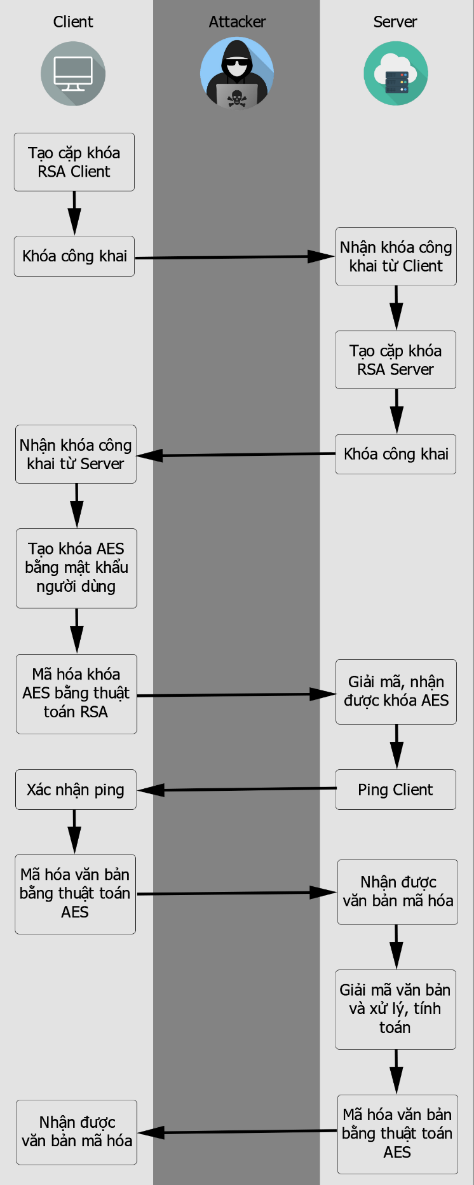 Client
Attacker
Server
Tạo cặp khóa
RSA Client
Khóa công khai
Nhận khóa công
khai từ Client
Tạo cặp khóa
RSA Server
Khóa công khai
Nhận khóa công
khai từ Server
Tạo khóa AES
bằng mật khẩu
người dùng
Mã hóa khóa
AES bằng thuật
toán RSA
Giải mã, nhận
được khóa AES
Ping Client
Xác nhận ping
Mã hóa văn bản
bằng thuật toán
AES
Nhận được
văn bản mã hóa
Giải mã văn bản
và xử lý, tính
toán
Mã hóa văn bản
bằng thuật toán
AES
Nhận được
văn bản mã hóa